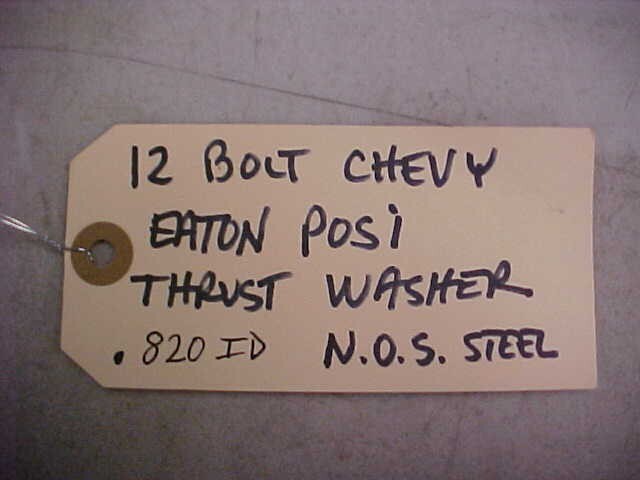 12 BOLT CHEVY
EATON POSi
THRUST WASHER
.820 ID N.O.S. STEEL